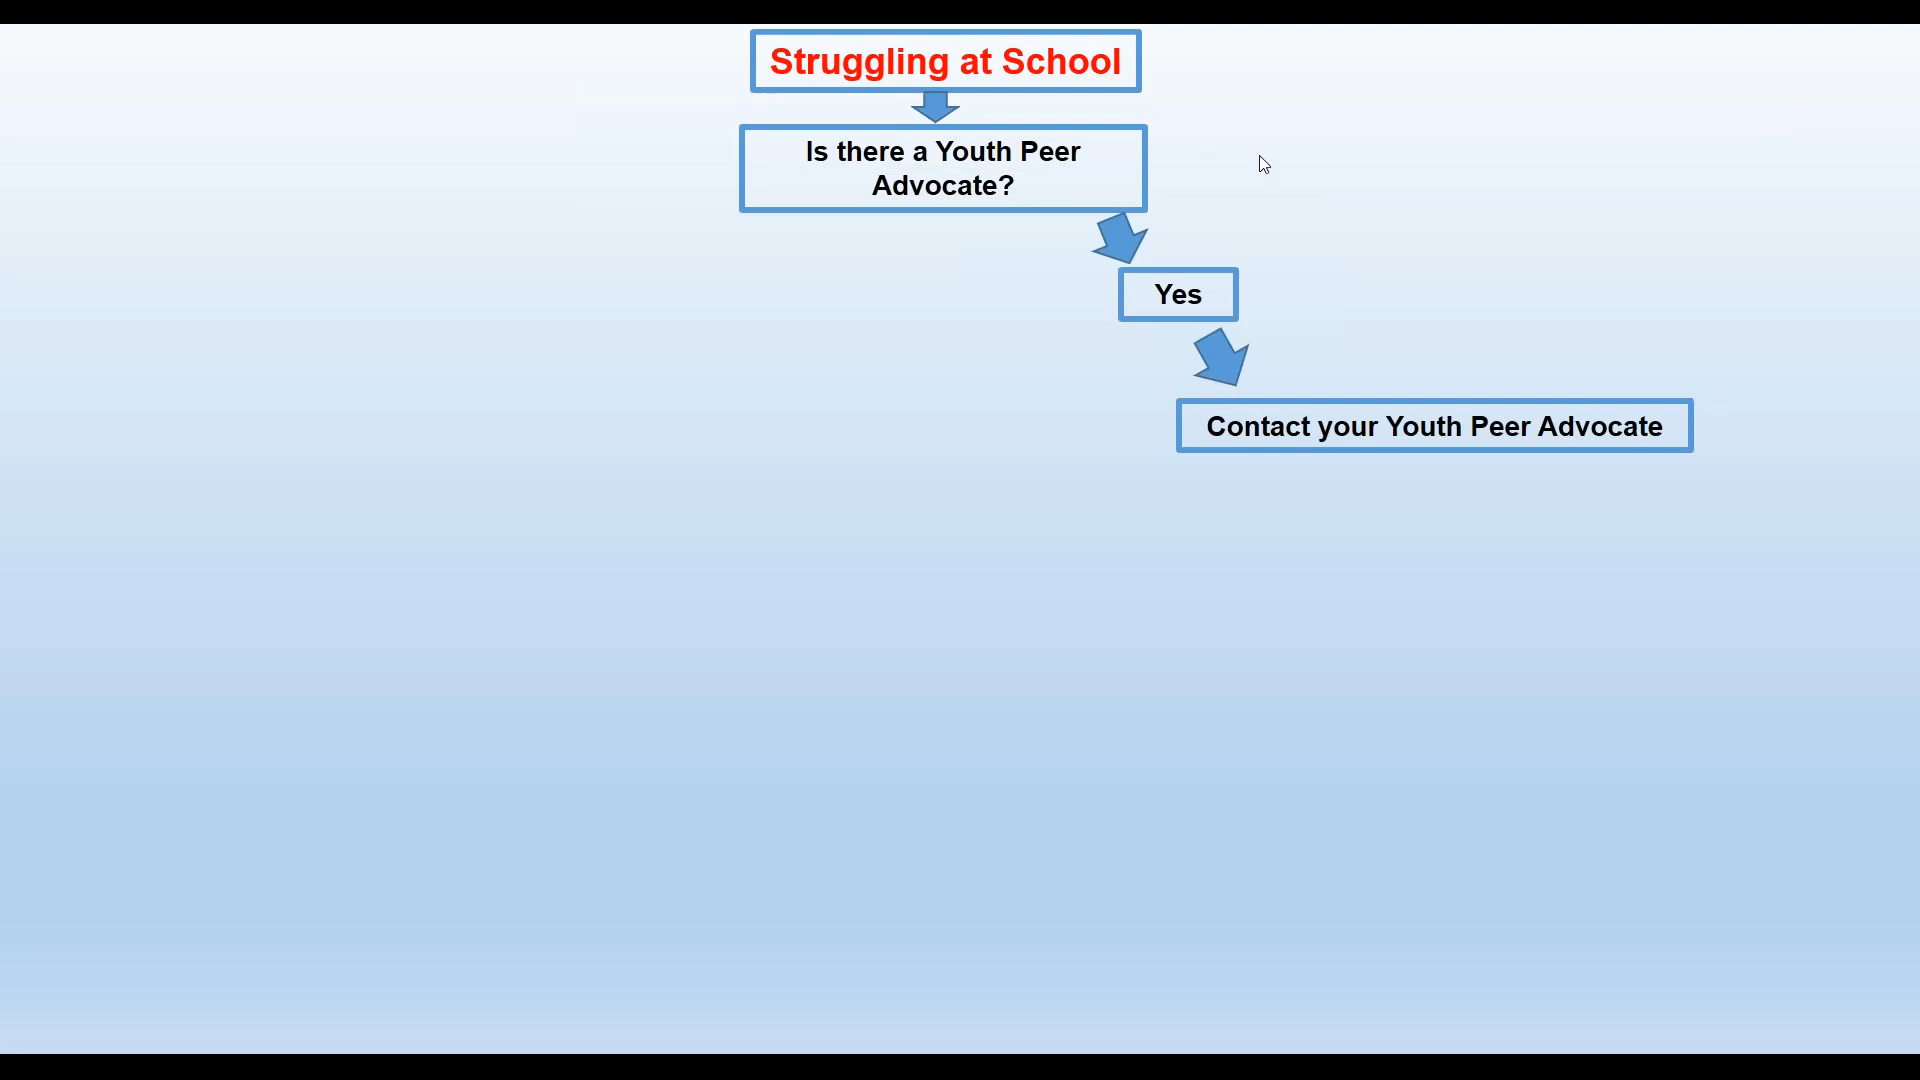 Struggling at School
Is there a Youth Peer
Advocate?
Yes
Contact your Youth Peer Advocate